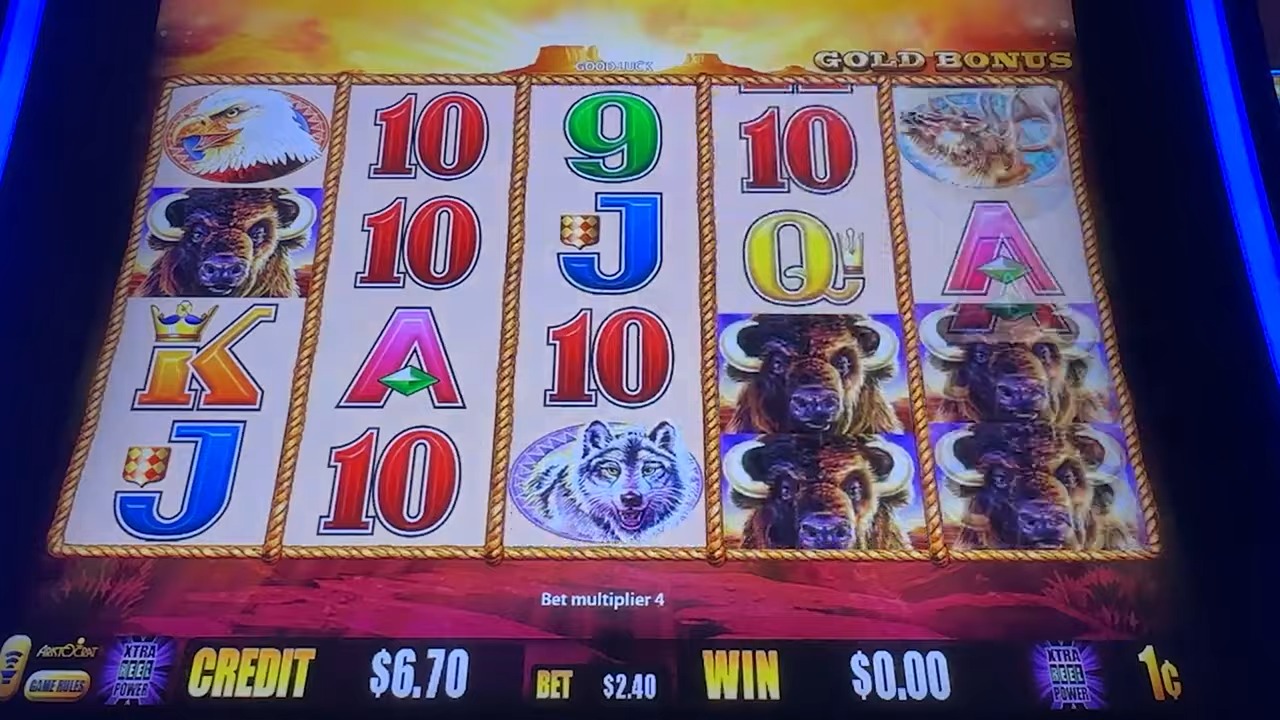 GOOD LUCK
GOLD BONUS
10 9 10
10 J Q A
K A 10
J 10
Bet multiplier 4
ARISTOCRAT
GAME RULES
XTRA
REEL
POWER
CREDIT $6.70
BET $2.40
WIN $0.00
XTRA
REEL
POWER
1¢